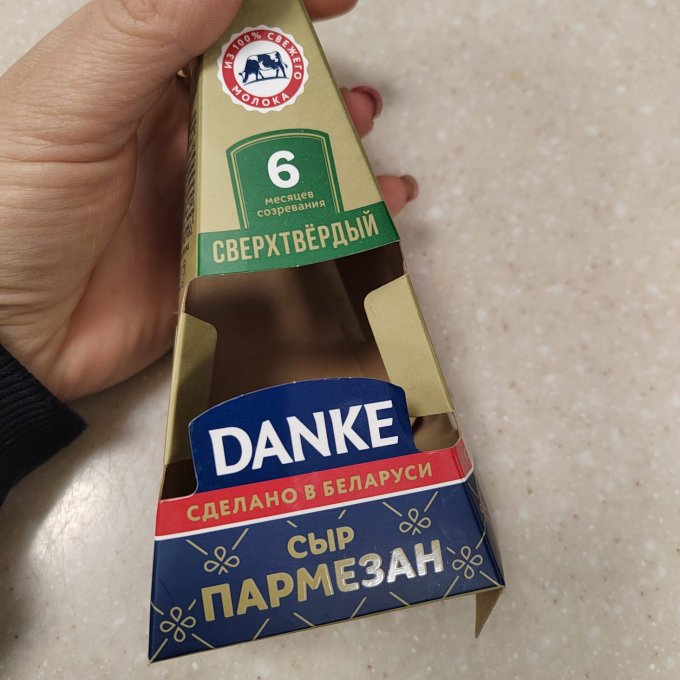 ИЗ 100% СВЕЖЕГО
МОЛОКА
6
месяцев
созревания
СВЕРХТВЁРДЫЙ
DANKE
СДЕЛАНО В БЕЛАРУСИ
СЫР
ПАРМЕЗАН